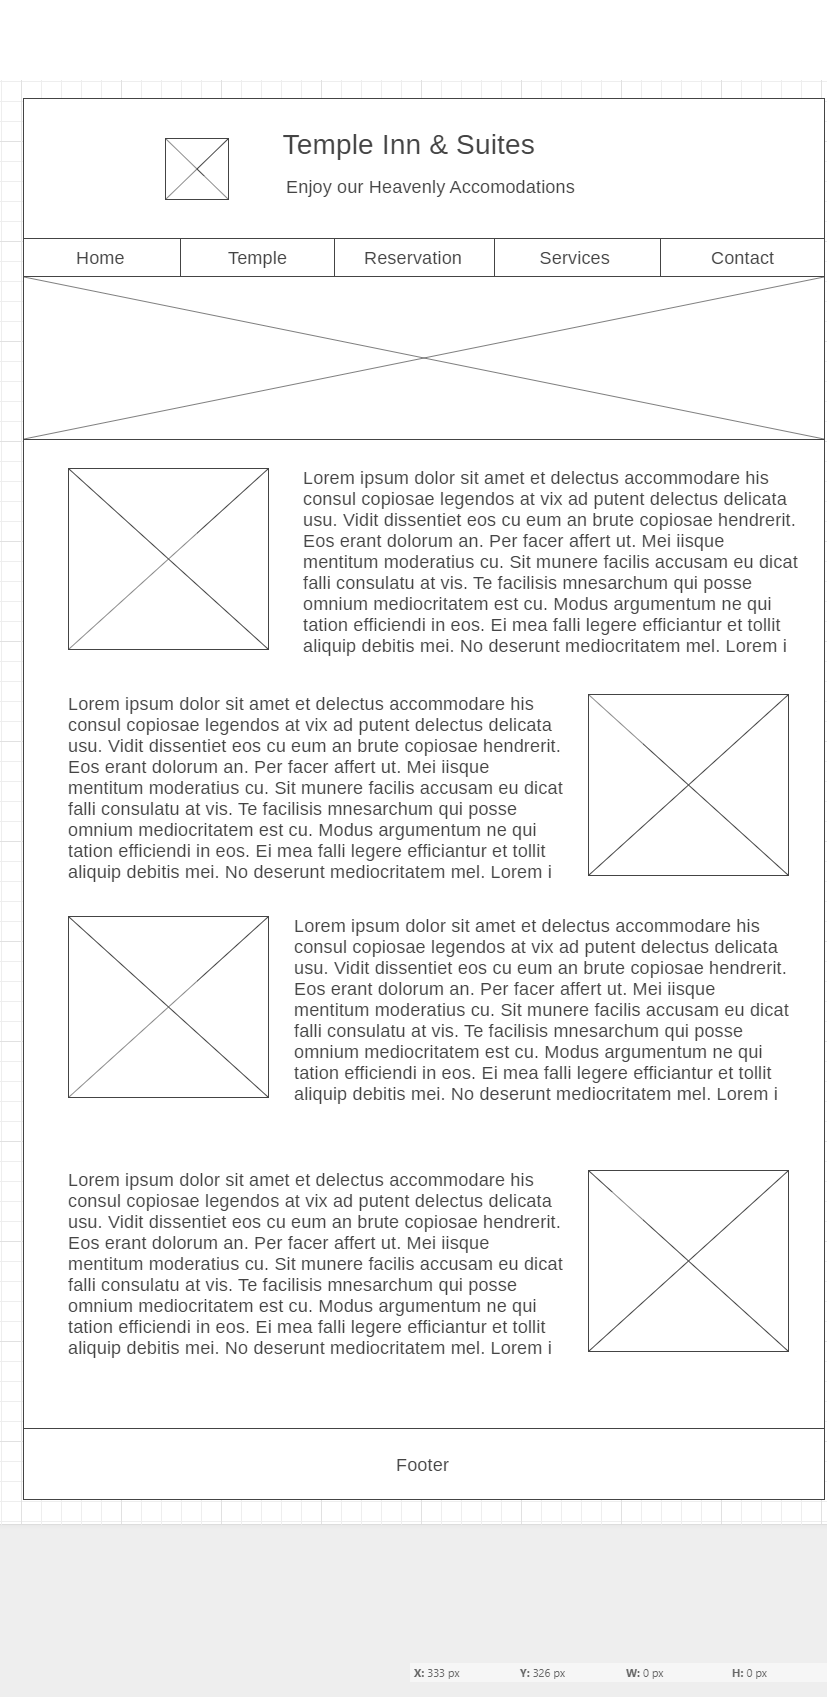 Temple Inn & Suites
Enjoy our Heavenly Accomodations
Home Temple Reservation Services Contact
Lorem ipsum dolor sit amet et delectus accommodare his
consul copiosae legendos at vix ad putent delectus delicata
usu. Vidit dissentiet eos cu eum an brute copiosae hendrerit.
Eos erant dolorum an. Per facer affert ut. Mei iisque
mentitum moderatius cu. Sit munere facilis accusam eu dicat
falli consulatu at vis. Te facilisis mnesarchum qui posse
omnium mediocritatem est cu. Modus argumentum ne qui
tation efficiendi in eos. Ei mea falli legere efficiantur et tollit
aliquip debitis mei. No deserunt mediocritatem mel. Lorem i
Lorem ipsum dolor sit amet et delectus accommodare his
consul copiosae legendos at vix ad putent delectus delicata
usu. Vidit dissentiet eos cu eum an brute copiosae hendrerit.
Eos erant dolorum an. Per facer affert ut. Mei iisque
mentitum moderatius cu. Sit munere facilis accusam eu dicat
falli consulatu at vis. Te facilisis mnesarchum qui posse
omnium mediocritatem est cu. Modus argumentum ne qui
tation efficiendi in eos. Ei mea falli legere efficiantur et tollit
aliquip debitis mei. No deserunt mediocritatem mel. Lorem i
Lorem ipsum dolor sit amet et delectus accommodare his
consul copiosae legendos at vix ad putent delectus delicata
usu. Vidit dissentiet eos cu eum an brute copiosae hendrerit.
Eos erant dolorum an. Per facer affert ut. Mei iisque
mentitum moderatius cu. Sit munere facilis accusam eu dicat
falli consulatu at vis. Te facilisis mnesarchum qui posse
omnium mediocritatem est cu. Modus argumentum ne qui
tation efficiendi in eos. Ei mea falli legere efficiantur et tollit
aliquip debitis mei. No deserunt mediocritatem mel. Lorem i
Lorem ipsum dolor sit amet et delectus accommodare his
consul copiosae legendos at vix ad putent delectus delicata
usu. Vidit dissentiet eos cu eum an brute copiosae hendrerit.
Eos erant dolorum an. Per facer affert ut. Mei iisque
mentitum moderatius cu. Sit munere facilis accusam eu dicat
falli consulatu at vis. Te facilisis mnesarchum qui posse
omnium mediocritatem est cu. Modus argumentum ne qui
tation efficiendi in eos. Ei mea falli legere efficiantur et tollit
aliquip debitis mei. No deserunt mediocritatem mel. Lorem i
Footer
X: 333 px Y: 326 px W: 0 px H: 0 px